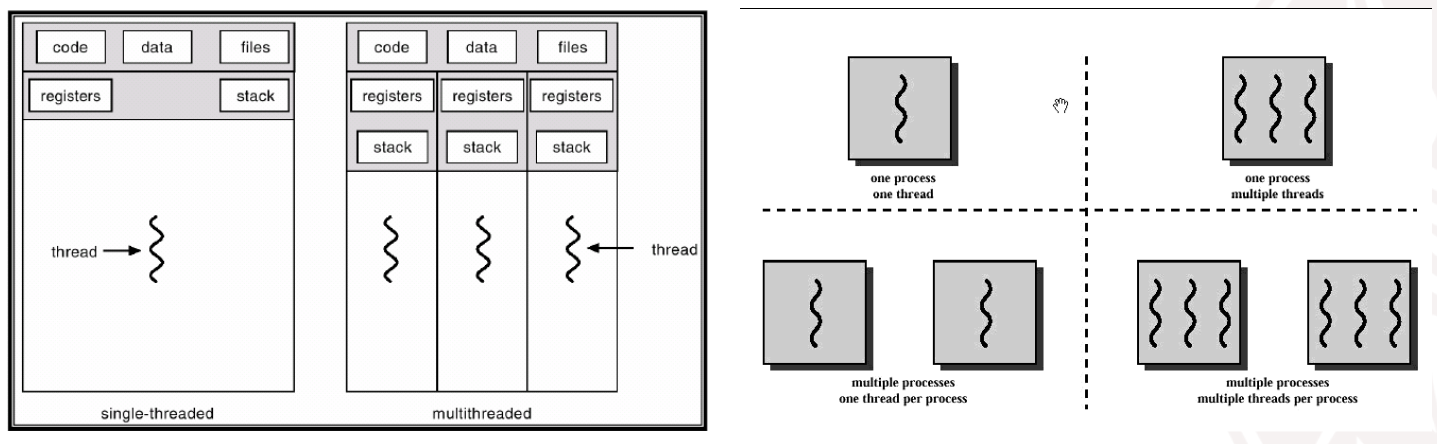 code data files
registers stack
thread
single-threaded
code data files
registers registers registers
stack stack stack
thread
multithreaded
one process
one thread
one process
multiple threads
multiple processes
one thread per process
multiple processes
multiple threads per process